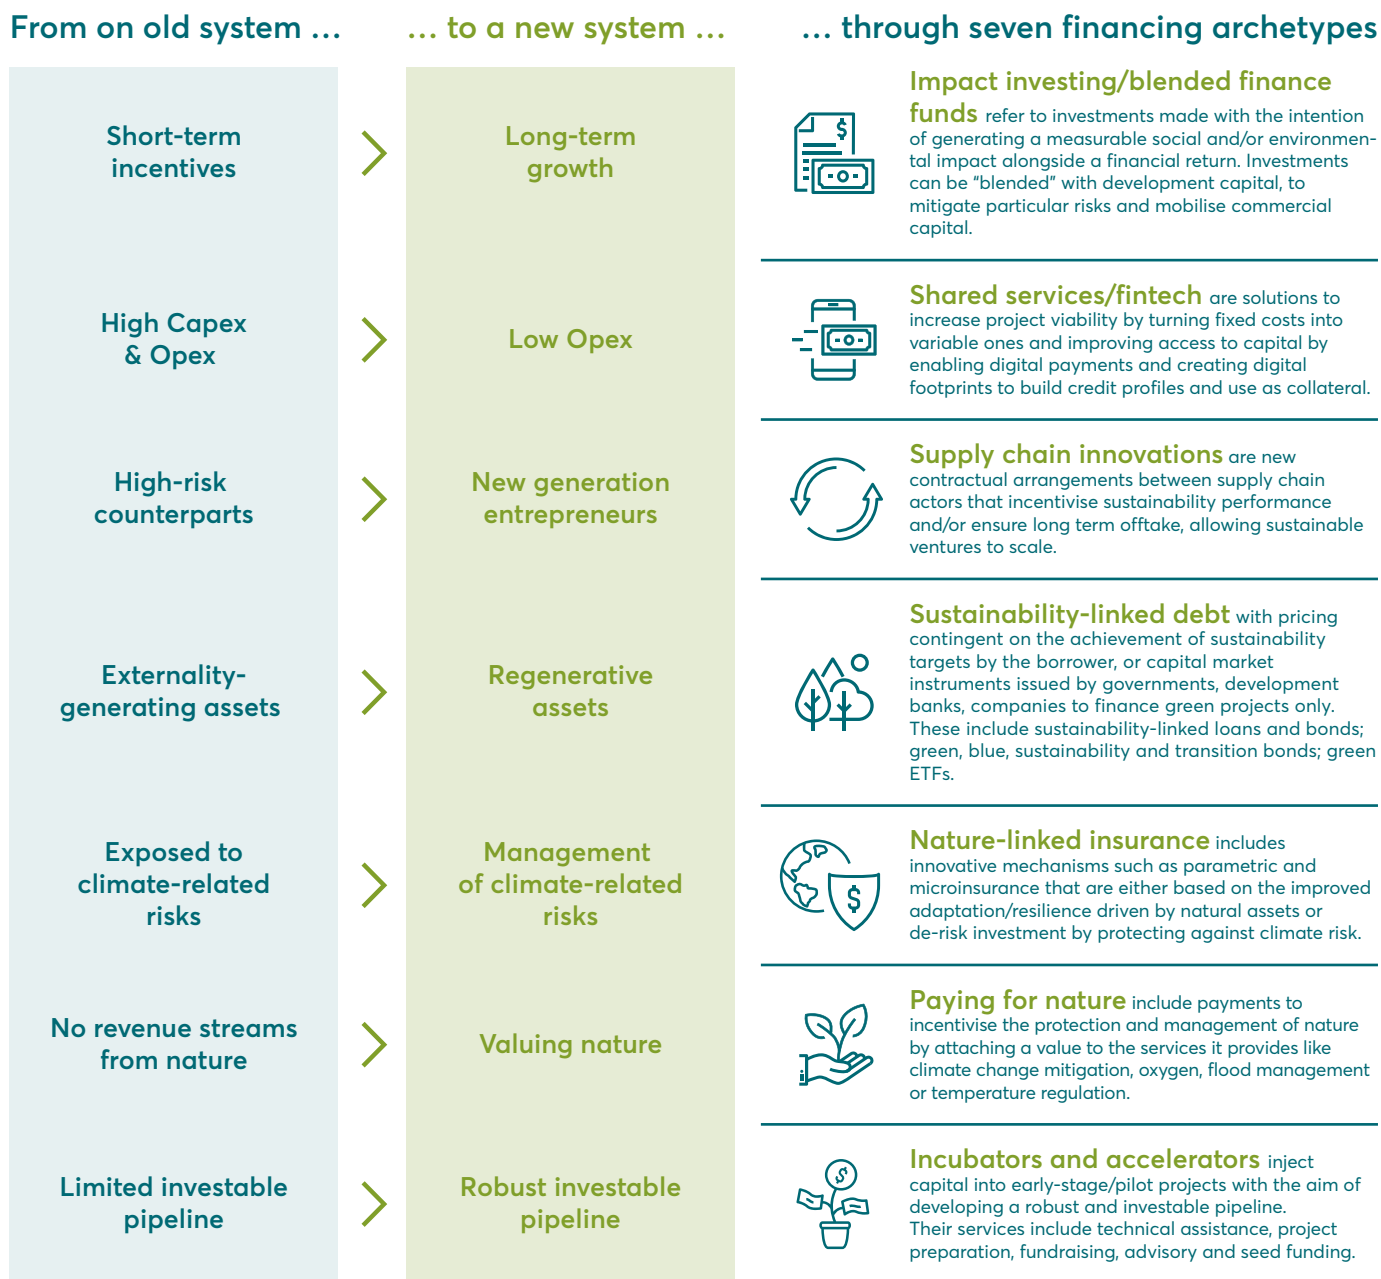 From on old system ...
... to a new system ...
... through seven financing archetypes
Short-term
incentives
Long-term
growth
Impact investing/blended finance
funds refer to investments made with the intention
of generating a measurable social and/or environmen-
tal impact alongside a financial return. Investments
can be “blended” with development capital, to
mitigate particular risks and mobilise commercial
capital.
High Capex
& Opex
Low Opex
Shared services/fintech are solutions to
increase project viability by turning fixed costs into
variable ones and improving access to capital by
enabling digital payments and creating digital
footprints to build credit profiles and use as collateral.
High-risk
counterparts
New generation
entrepreneurs
Supply chain innovations are new
contractual arrangements between supply chain
actors that incentivise sustainability performance
and/or ensure long term offtake, allowing sustainable
ventures to scale.
Externality-
generating assets
Regenerative
assets
Sustainability-linked debt with pricing
contingent on the achievement of sustainability
targets by the borrower, or capital market
instruments issued by governments, development
banks, companies to finance green projects only.
These include sustainability-linked loans and bonds;
green, blue, sustainability and transition bonds; green
ETFs.
Exposed to
climate-related
risks
Management
of climate-related
risks
Nature-linked insurance includes
innovative mechanisms such as parametric and
microinsurance that are either based on the improved
adaptation/resilience driven by natural assets or
de-risk investment by protecting against climate risk.
No revenue streams
from nature
Valuing nature
Paying for nature include payments to
incentivise the protection and management of nature
by attaching a value to the services it provides like
climate change mitigation, oxygen, flood management
or temperature regulation.
Limited investable
pipeline
Robust investable
pipeline
Incubators and accelerators inject
capital into early-stage/pilot projects with the aim of
developing a robust and investable pipeline.
Their services include technical assistance, project
preparation, fundraising, advisory and seed funding.